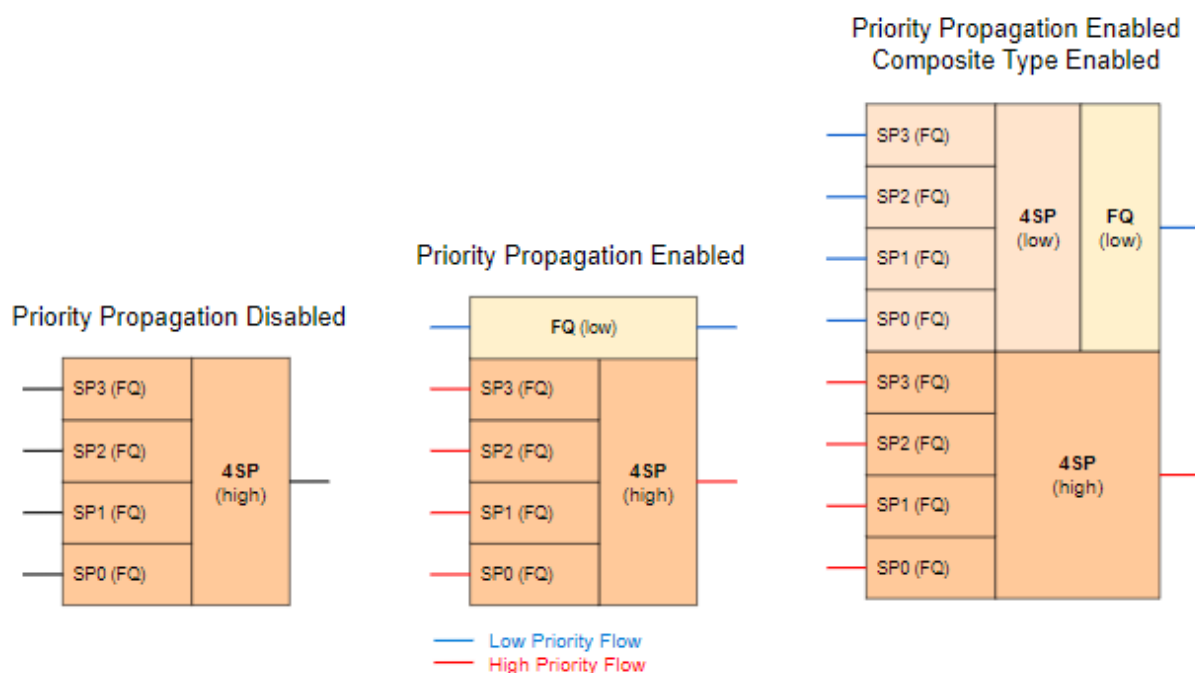 Priority Propagation Disabled
SP3 (FQ)
SP2 (FQ)
SP1 (FQ)
SP0 (FQ)
4SP
(high)
Priority Propagation Enabled
FQ (low)
SP3 (FQ)
SP2 (FQ)
SP1 (FQ)
SP0 (FQ)
4SP
(high)
Low Priority Flow
High Priority Flow
Priority Propagation Enabled
Composite Type Enabled
SP3 (FQ)
SP2 (FQ)
SP1 (FQ)
SP0 (FQ)
4SP
(low)
FQ
(low)
SP3 (FQ)
SP2 (FQ)
SP1 (FQ)
SP0 (FQ)
4SP
(high)